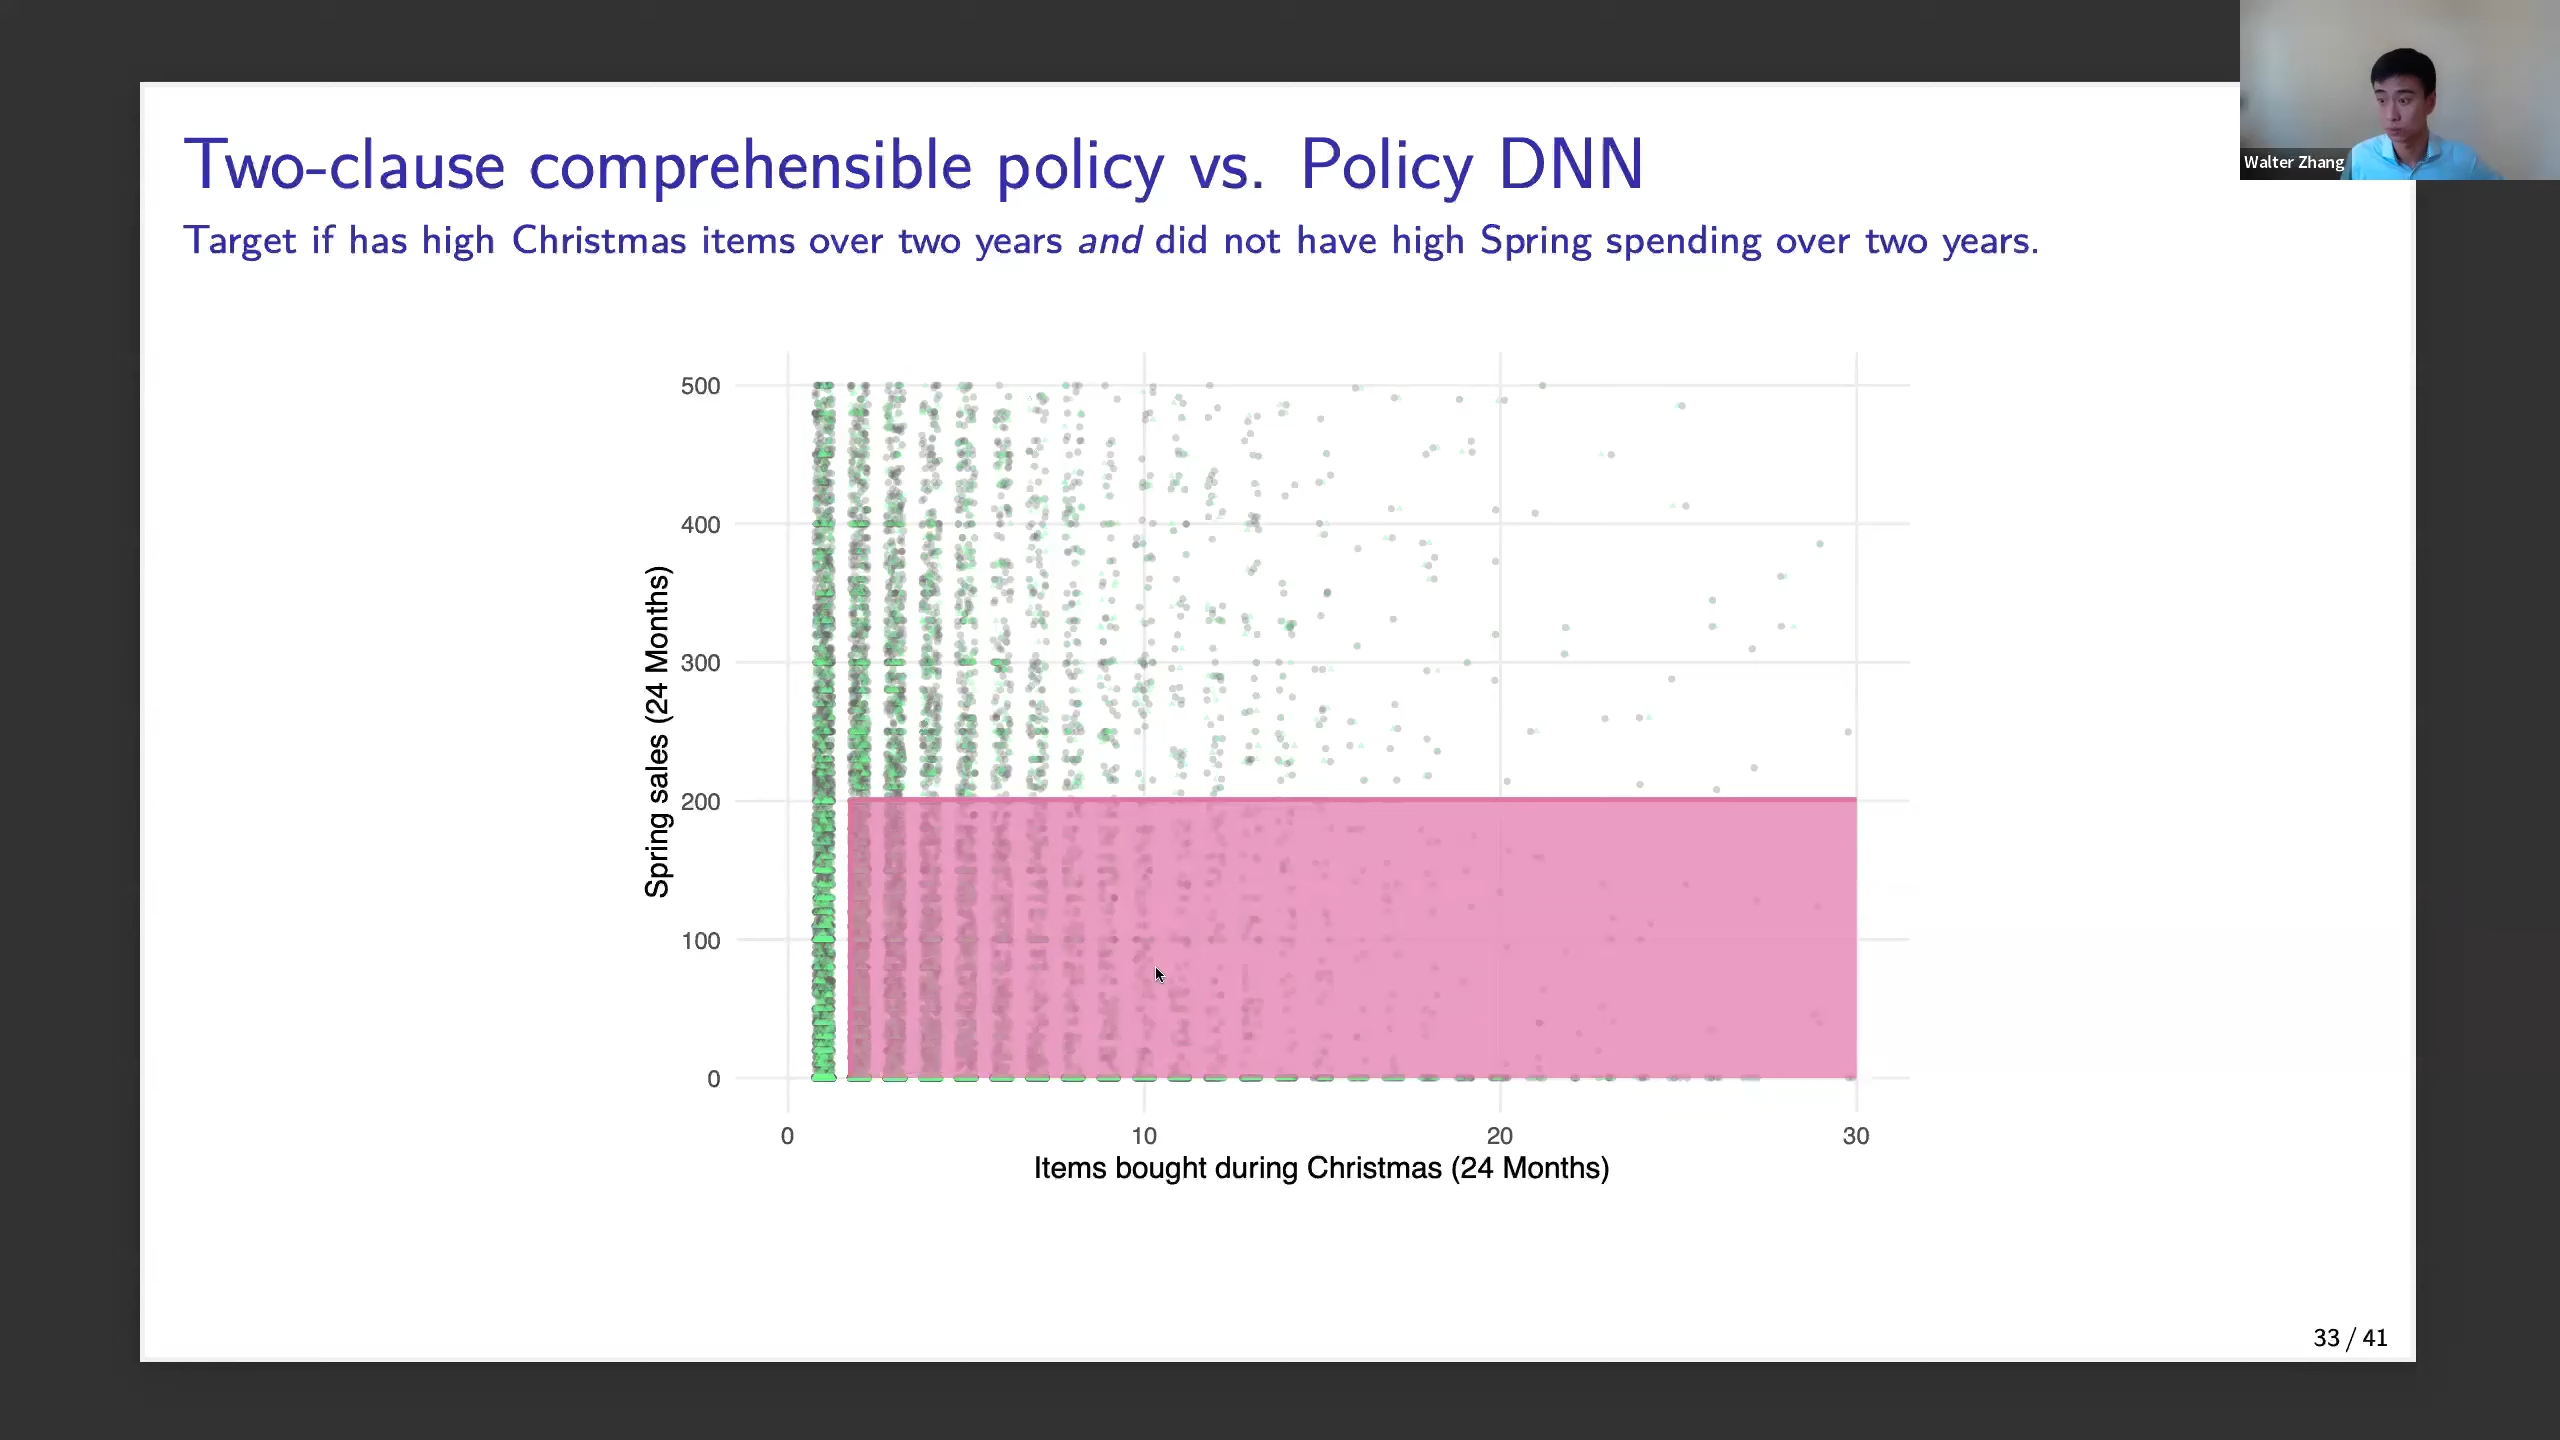 Walter Zhang
Two-clause comprehensible policy vs. Policy DNN
Target if has high Christmas items over two years and did not have high Spring spending over two years.
Spring sales (24 Months)
500
400
300
200
100
0
0 10 20 30
Items bought during Christmas (24 Months)
33 / 41